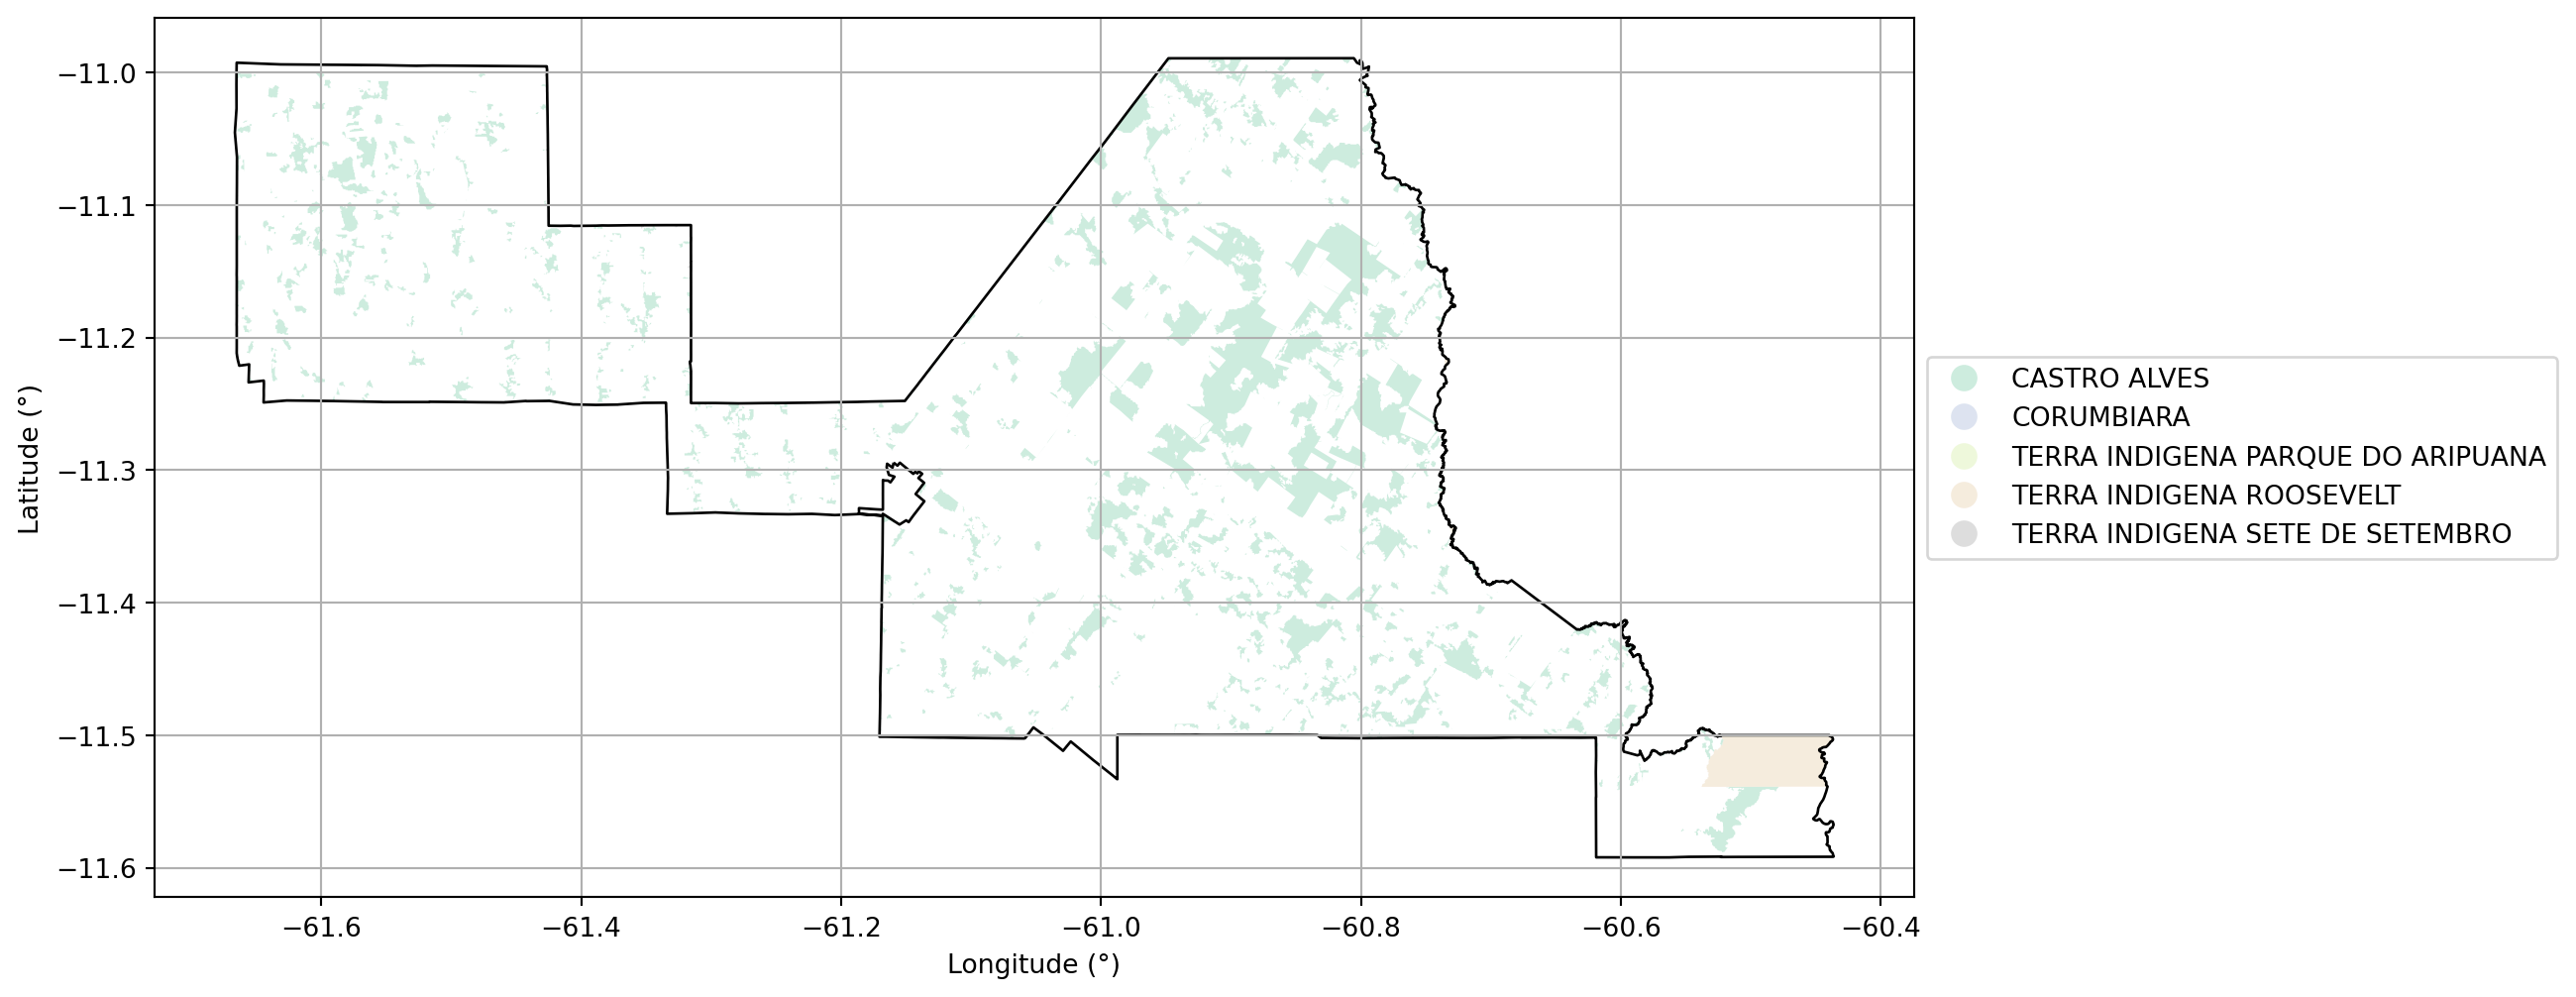 −11.0
−11.1
−11.2
−11.3
−11.4
−11.5
−11.6
Latitude (°)
−61.6 −61.4 −61.2 −61.0 −60.8 −60.6 −60.4
Longitude (°)
CASTRO ALVES
CORUMBIARA
TERRA INDIGENA PARQUE DO ARIPUANA
TERRA INDIGENA ROOSEVELT
TERRA INDIGENA SETE DE SETEMBRO